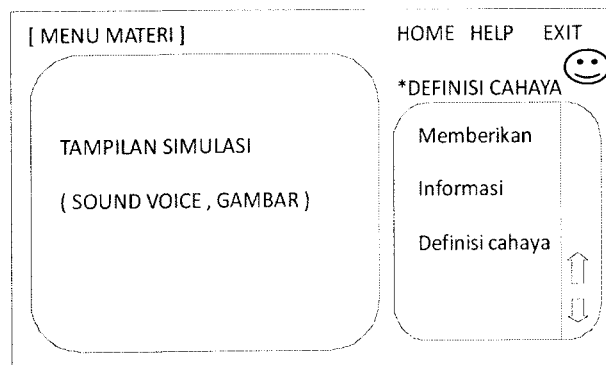 [ MENU MATERI ]
HOME HELP EXIT
*DEFINISI CAHAYA
TAMPILAN SIMULASI
( SOUND VOICE , GAMBAR )
Memberikan
Informasi
Definisi cahaya